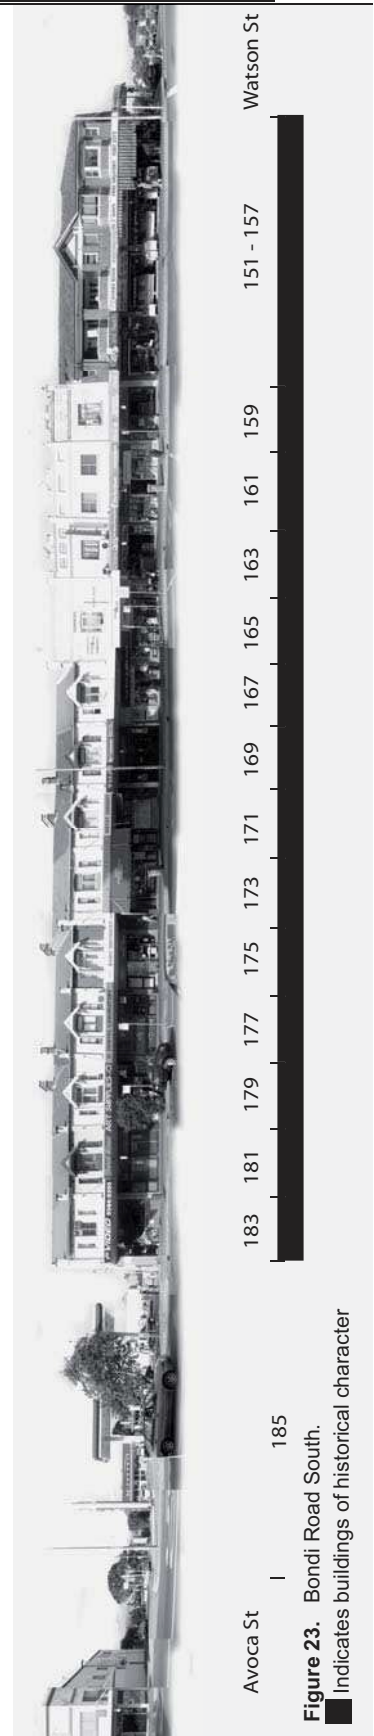 Avoca St
185
183
181
179
177
175
173
171
169
167
165
163
161
159
151 - 157
Watson St
Figure 23. Bondi Road South.
Indicates buildings of historical character